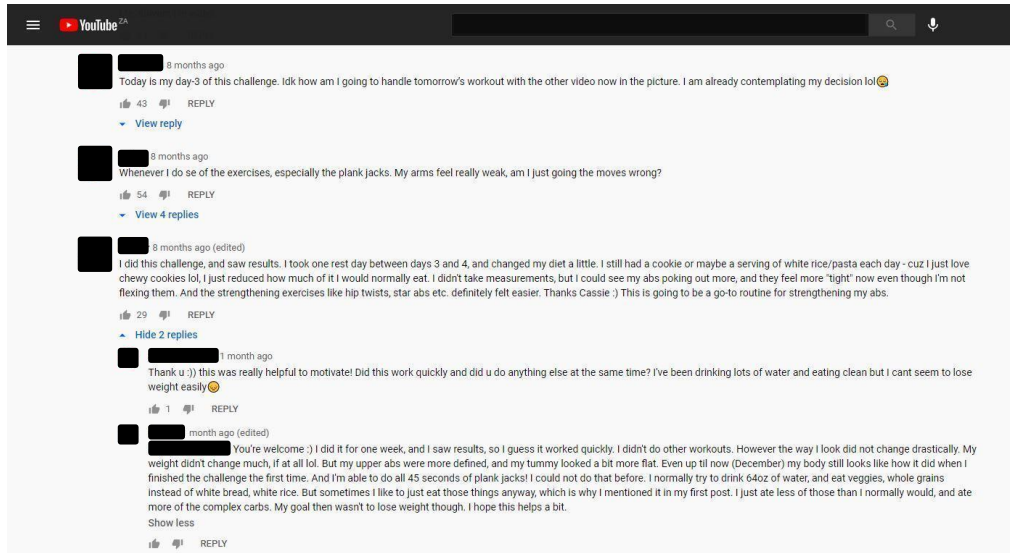 YouTube ZA
8 months ago
Today is my day-3 of this challenge. Idk how am I going to handle tomorrow's workout with the other video now in the picture. I am already contemplating my decision lol
43 REPLY
View reply
8 months ago
Whenever I do se of the exercises, especially the plank jacks. My arms feel really weak, am I just going the moves wrong?
54 REPLY
View 4 replies
8 months ago (edited)
I did this challenge, and saw results. I took one rest day between days 3 and 4, and changed my diet a little. I still had a cookie or maybe a serving of white rice/pasta each day - cuz I just love
chewy cookies lol, I just reduced how much of it I would normally eat. I didn't take measurements, but I could see my abs poking out more, and they feel more "tight" now even though I'm not
flexing them. And the strengthening exercises like hip twists, star abs etc. definitely felt easier. Thanks Cassie :) This is going to be a go-to routine for strengthening my abs.
29 REPLY
Hide 2 replies
1 month ago
Thank u :)) this was really helpful to motivate! Did this work quickly and did u do anything else at the same time? I've been drinking lots of water and eating clean but I cant seem to lose
weight easily
1 REPLY
month ago (edited)
You're welcome :) I did it for one week, and I saw results, so I guess it worked quickly. I didn't do other workouts. However the way I look did not change drastically. My
weight didn't change much, if at all lol. But my upper abs were more defined, and my tummy looked a bit more flat. Even up til now (December) my body still looks like how it did when I
finished the challenge the first time. And I'm able to do all 45 seconds of plank jacks! I could not do that before. I normally try to drink 64oz of water, and eat veggies, whole grains
instead of white bread, white rice. But sometimes I like to just eat those things anyway, which is why I mentioned it in my first post. I just ate less of those than I normally would, and ate
more of the complex carbs. My goal then wasn't to lose weight though. I hope this helps a bit.
Show less
REPLY